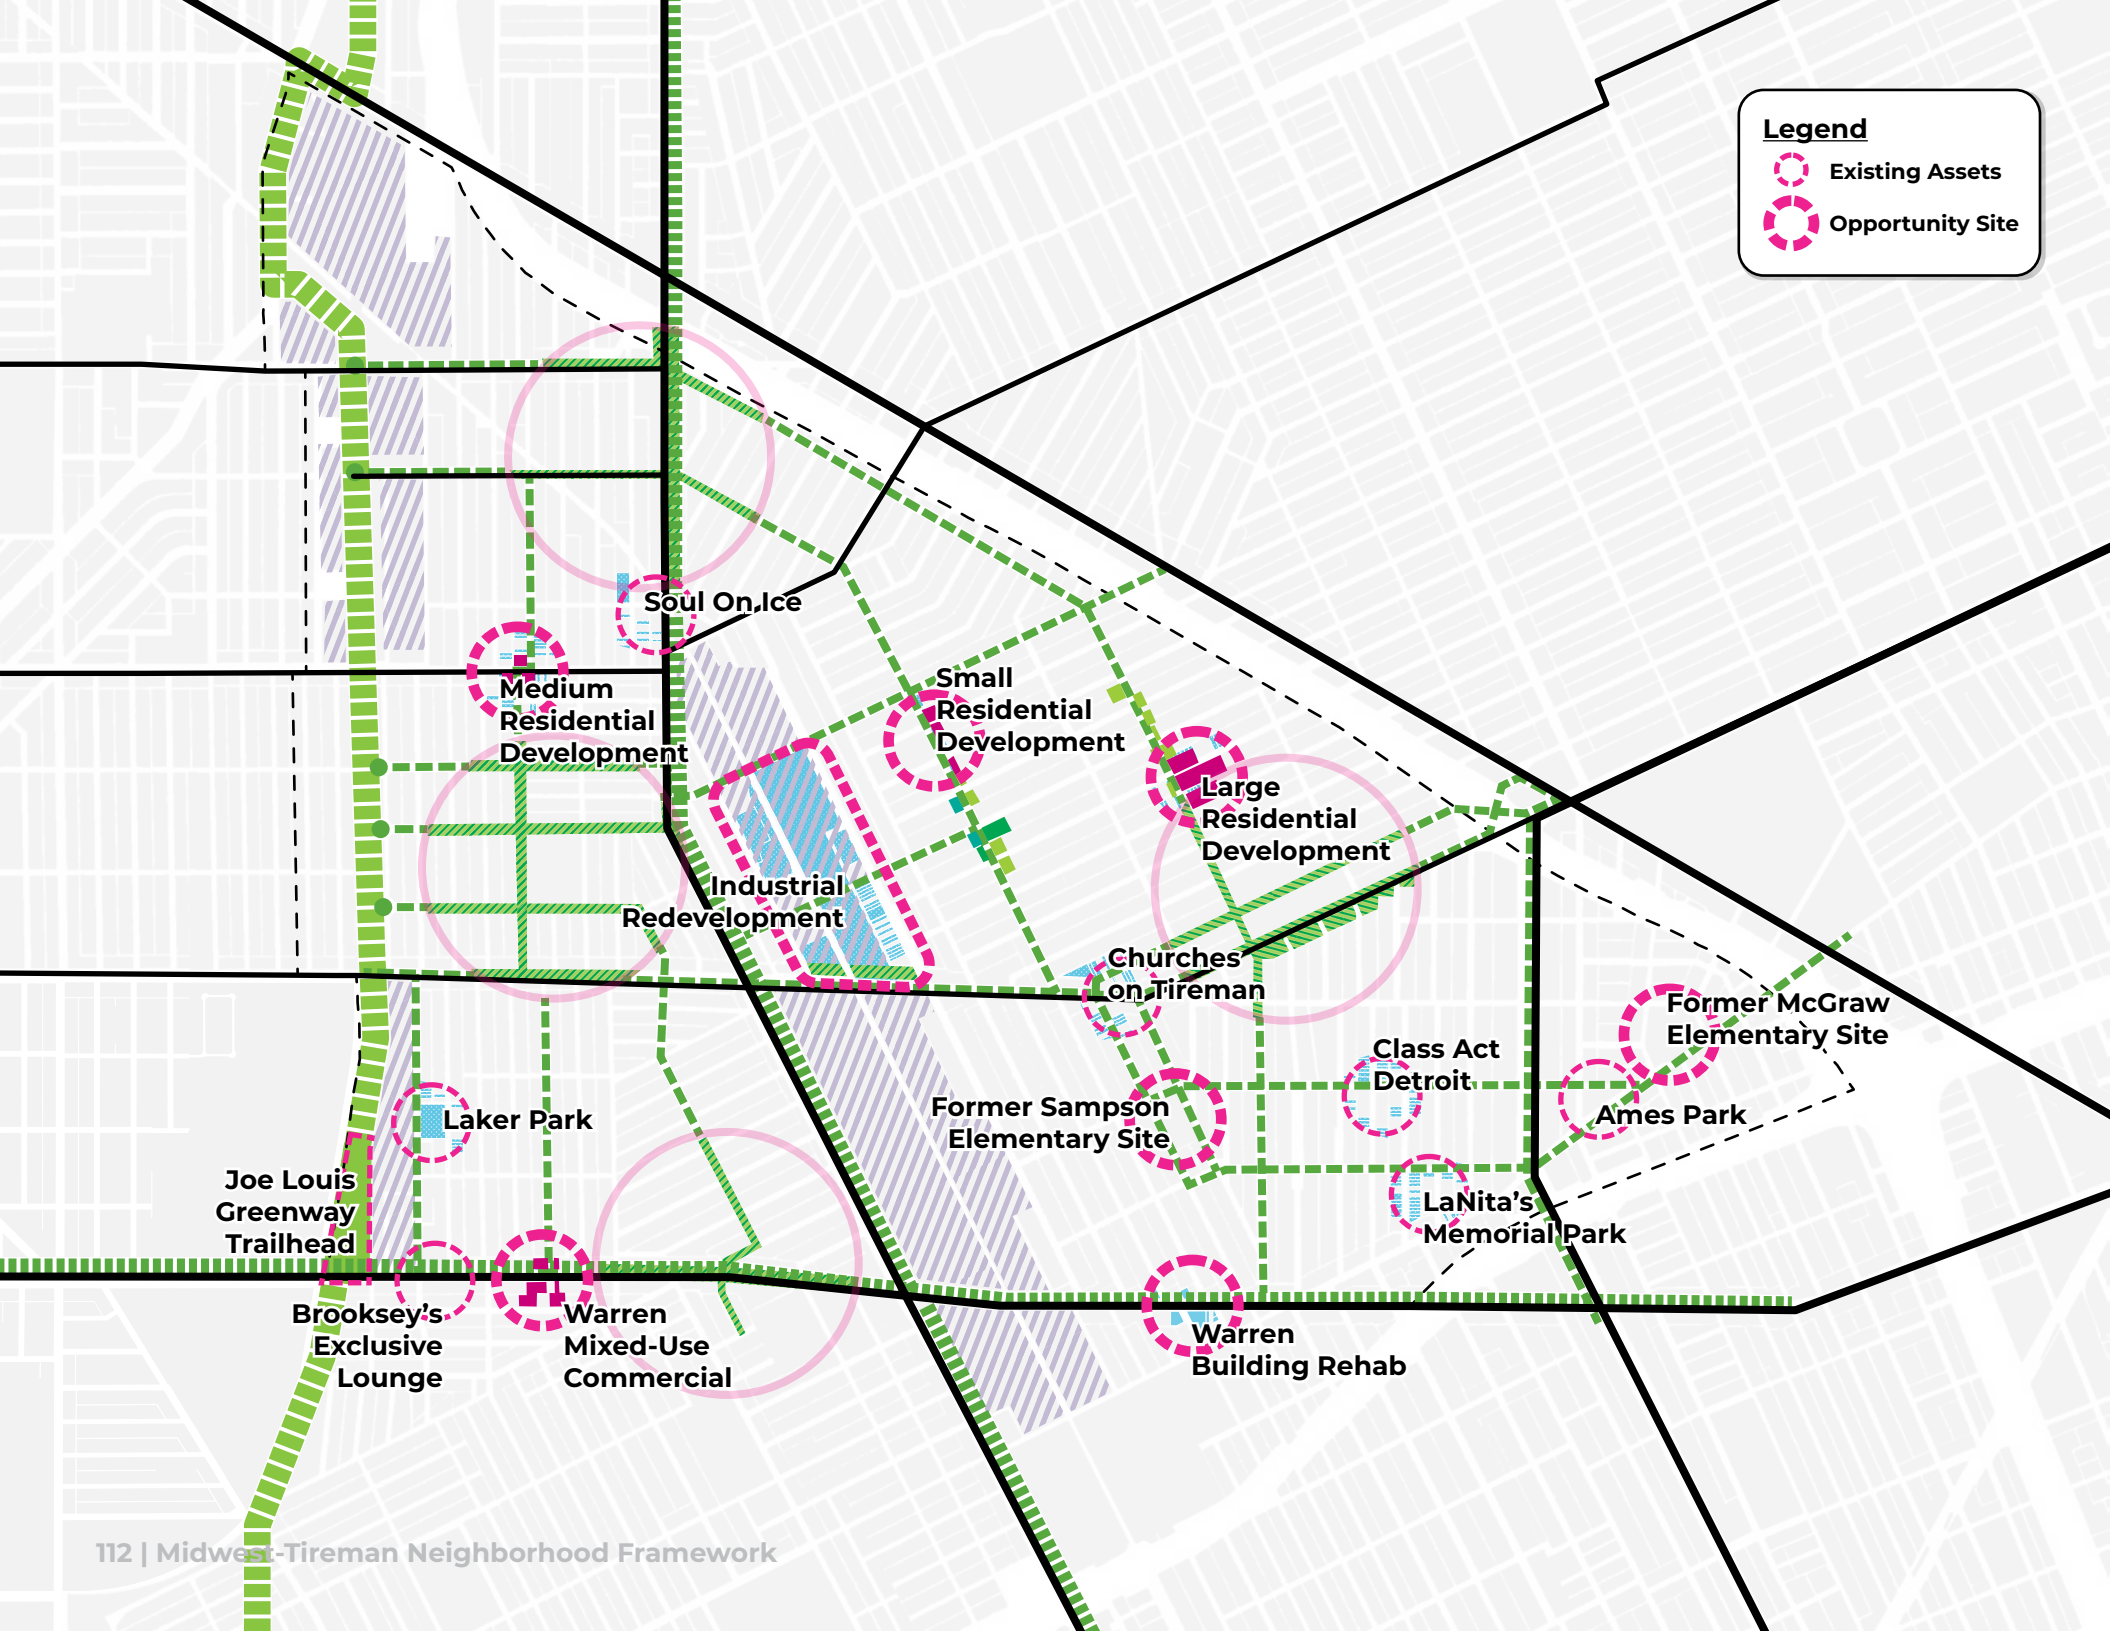 Legend
Existing Assets
Opportunity Site
Soul On Ice
Medium
Residential
Development
Small
Residential
Development
Large
Residential
Development
Industrial
Redevelopment
Churches
on Tireman
Former McGraw
Elementary Site
Class Act
Detroit
Ames Park
Former Sampson
Elementary Site
Laker Park
Joe Louis
Greenway
Trailhead
LaNita's
Memorial Park
Brooksey's
Exclusive
Lounge
Warren
Mixed-Use
Commercial
Warren
Building Rehab
112 | Midwest-Tireman Neighborhood Framework